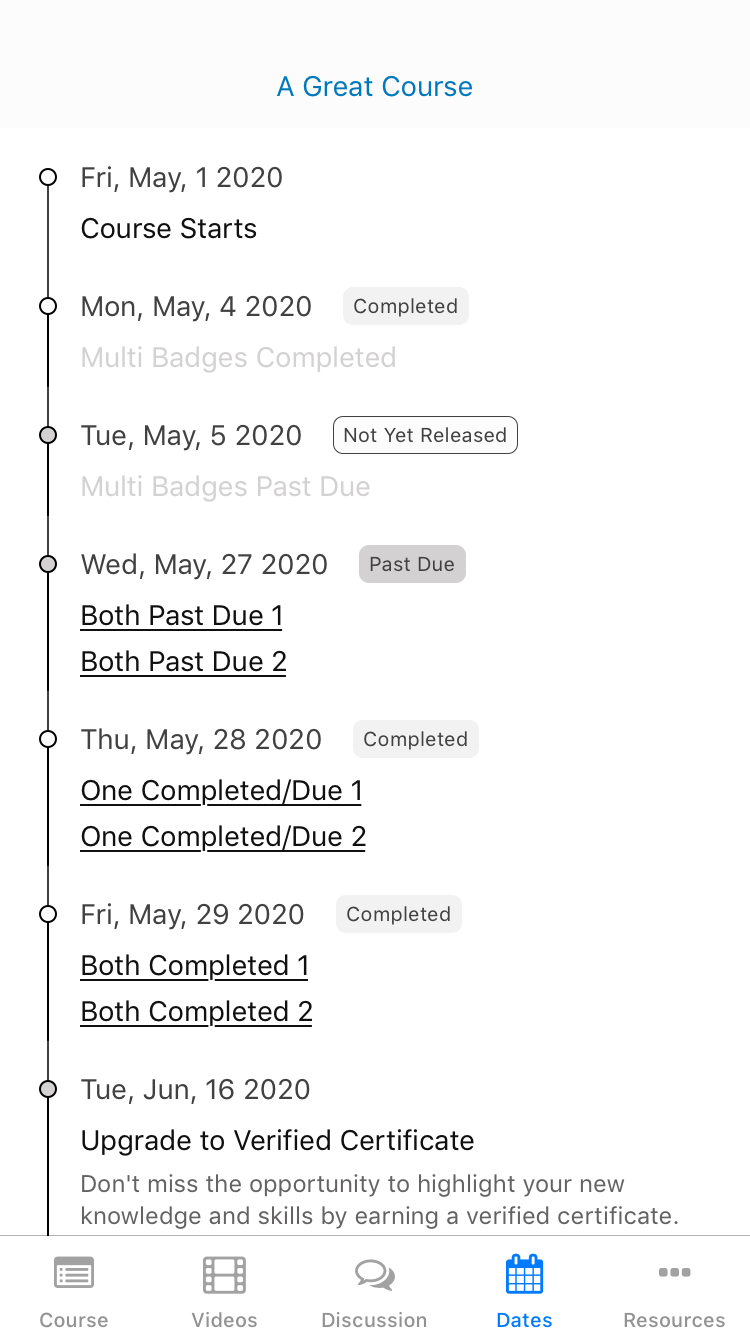 A Great Course
Fri, May, 1 2020
Course Starts
Mon, May, 4 2020 Completed
Multi Badges Completed
Tue, May, 5 2020 Not Yet Released
Multi Badges Past Due
Wed, May, 27 2020 Past Due
Both Past Due 1
Both Past Due 2
Thu, May, 28 2020 Completed
One Completed/Due 1
One Completed/Due 2
Fri, May, 29 2020 Completed
Both Completed 1
Both Completed 2
Tue, Jun, 16 2020
Upgrade to Verified Certificate
Don't miss the opportunity to highlight your new
knowledge and skills by earning a verified certificate.
Course Videos Discussion Dates Resources